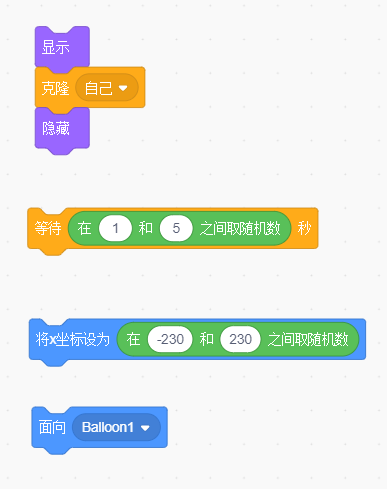 显示
克隆 自己
隐藏
等待 在 1 和 5 之间取随机数 秒
将x坐标设为 在 -230 和 230 之间取随机数
面向 Balloon1